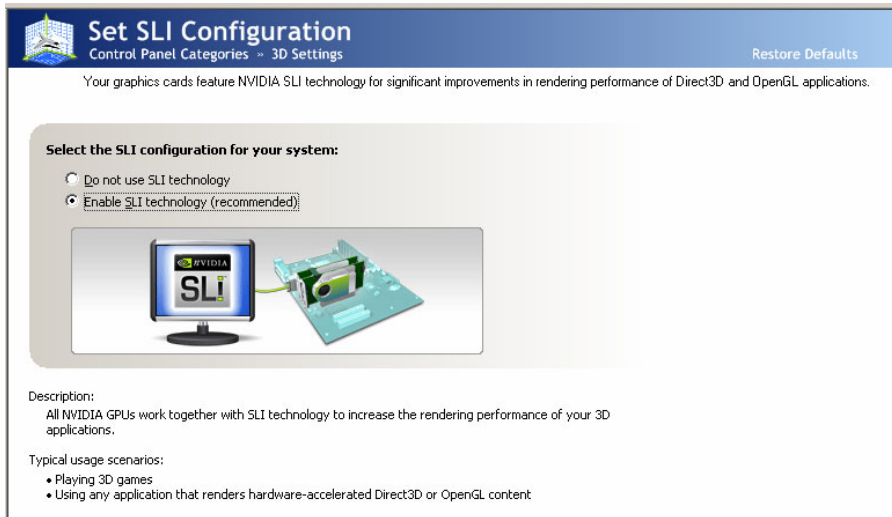 Set SLI Configuration
Control Panel Categories » 3D Settings
Restore Defaults
Your graphics cards feature NVIDIA SLI technology for significant improvements in rendering performance of Direct3D and OpenGL applications.
Select the SLI configuration for your system:
Do not use SLI technology
Enable SLI technology (recommended)
NVIDIA
SLI
Description:
All NVIDIA GPUs work together with SLI technology to increase the rendering performance of your 3D
applications.
Typical usage scenarios:
• Playing 3D games
• Using any application that renders hardware-accelerated Direct3D or OpenGL content